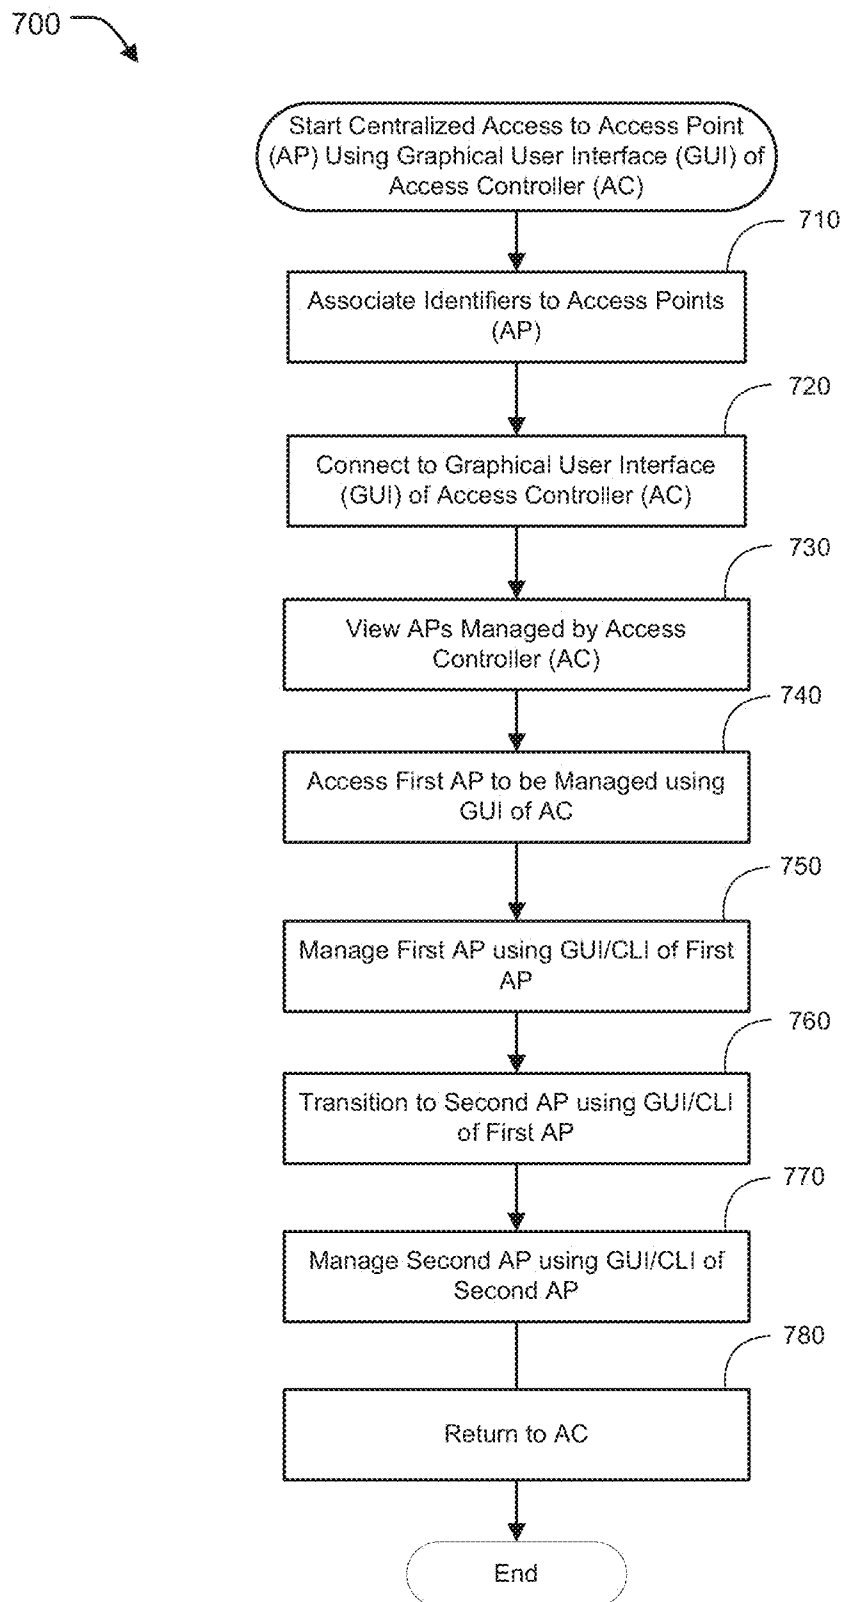 700
Start Centralized Access to Access Point
(AP) Using Graphical User Interface (GUI) of
Access Controller (AC)
710
Associate Identifiers to Access Points
(AP)
720
Connect to Graphical User Interface
(GUI) of Access Controller (AC)
730
View APs Managed by Access
Controller (AC)
740
Access First AP to be Managed using
GUI of AC
750
Manage First AP using GUI/CLI of First
AP
760
Transition to Second AP using GUI/CLI
of First AP
770
Manage Second AP using GUI/CLI of
Second AP
780
Return to AC
End